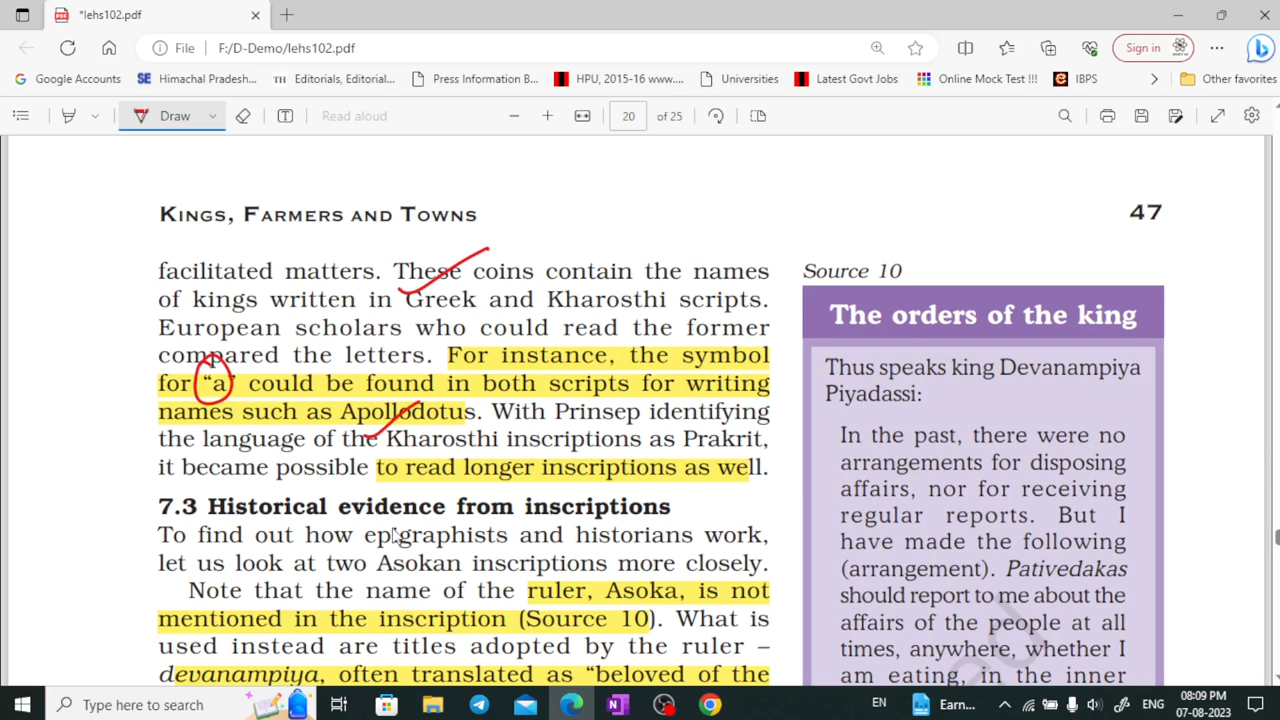 *lehs102.pdf
File F:/D-Demo/lehs102.pdf
Sign in
Google Accounts
SE Himachal Pradesh...
TH Editorials, Editorial...
Press Information B...
HPU, 2015-16 www....
Universities
Latest Govt Jobs
Online Mock Test !!!
IBPS
Other favorites
Draw
Read aloud
20 of 25
KINGS, FARMERS AND TOWNS
47
facilitated matters. These coins contain the names
of kings written in Greek and Kharosthi scripts.
European scholars who could read the former
compared the letters. For instance, the symbol
for “a” could be found in both scripts for writing
names such as Apollodotus. With Prinsep identifying
the language of the Kharosthi inscriptions as Prakrit,
it became possible to read longer inscriptions as well.
7.3 Historical evidence from inscriptions
To find out how epigraphists and historians work,
let us look at two Asokan inscriptions more closely.
Note that the name of the ruler, Asoka, is not
mentioned in the inscription (Source 10). What is
used instead are titles adopted by the ruler –
devanampiya, often translated as “beloved of the
Source 10
The orders of the king
Thus speaks king Devanampiya
Piyadassi:
In the past, there were no
arrangements for disposing
affairs, nor for receiving
regular reports. But I
have made the following
(arrangement). Pativedakas
should report to me about the
affairs of the people at all
times, anywhere, whether I
am eating, in the inner
Type here to search
EN
Earn...
ENG
08:09 PM
07-08-2023